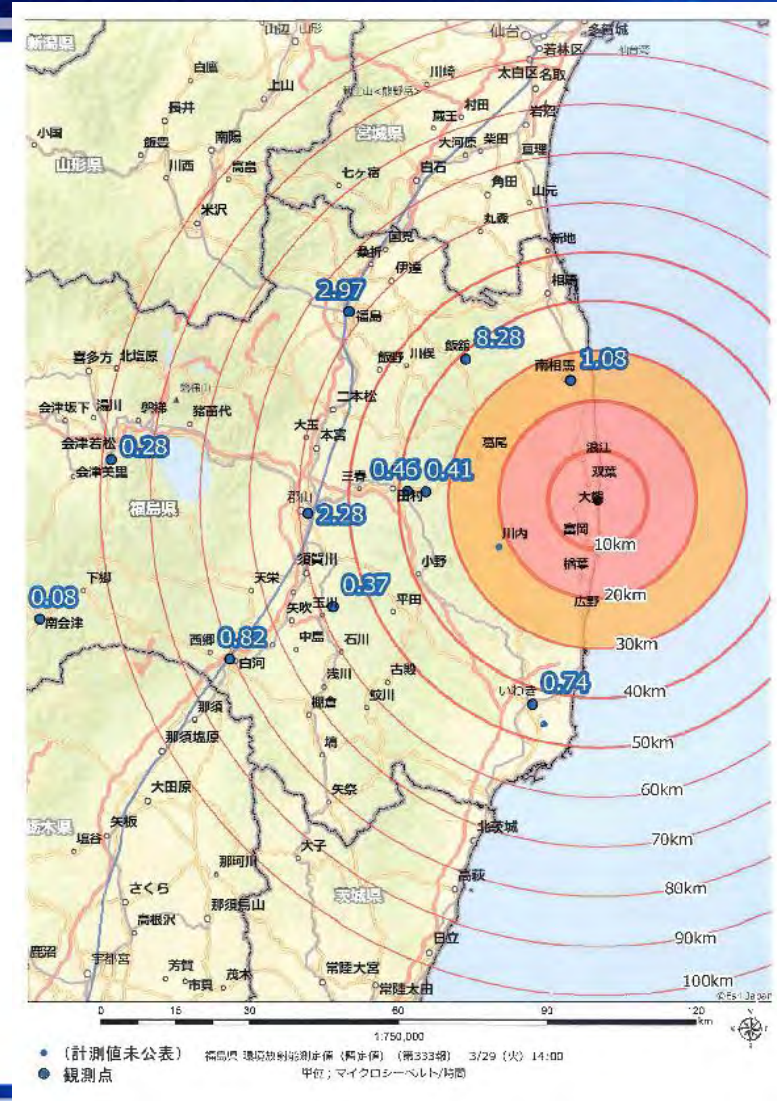 山辺 山形
仙台
多賀城
新潟県
若林区
仙台湾
白鷹
川崎
太白区 名取
上山
長井
村田
蔵王
岩沼
小国
飯豊
南陽
宮城県
大河原
柴田
亘理
山形県
川西
高畠
七ヶ宿
白石
角田
山元
米沢
丸森
国見
新地
桑折
伊達
相馬
2.97
福島
8.28
飯舘
1.08
喜多方 北塩原
飯野 川俣
南相馬
磐梯山
二本松
会津坂下 湯川 磐梯 猪苗代
大玉
葛尾
浪江
会津若松 0.28
本宮
会津美里
三春 0.46 0.41
双葉
田村
大熊
福島県
郡山
2.28
川内
富岡
10km
須賀川
小野
楢葉
下郷
天栄
0.37
0.08
矢吹 玉川
平田
広野
20km
南会津
0.82
西郷
中島
石川
30km
白河
古殿
浅川
いわき 0.74
40km
那須
棚倉
鮫川
那須塩原
塙
50km
大田原
矢祭
60km
栃木県
矢板
北茨城
塩谷
大子
70km
那珂川
さくら
茨城県
高萩
80km
那須烏山
高根沢
日立
90km
鹿沼
宇都宮
芳賀
市貝
茂木
常陸大宮
常陸太田
100km
©Esri Japan
0 15 30 60 90 120
km
N
1:750,000
(計測値未公表)
福島県 環境放射能測定値 (暫定値) (第333報) 3/29 (火) 14:00
観測点
単位;マイクロシーベルト/時間